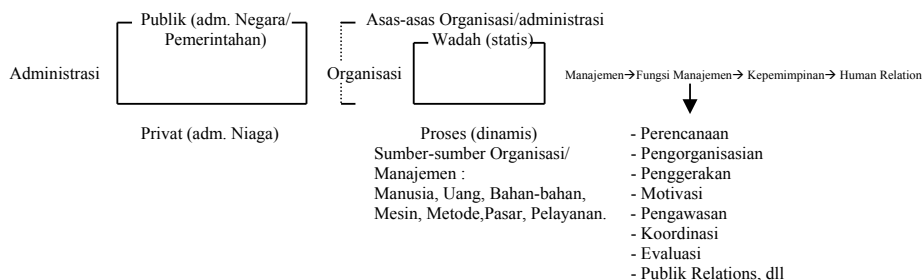 Publik (adm. Negara/
Pemerintahan)
Asas-asas Organisasi/administrasi
Wadah (statis)
Administrasi
Organisasi
Manajemen→Fungsi Manajemen→ Kepemimpinan→ Human Relation
Privat (adm. Niaga)
Proses (dinamis)
Sumber-sumber Organisasi/
Manajemen :
Manusia, Uang, Bahan-bahan,
Mesin, Metode,Pasar, Pelayanan.
- Perencanaan
- Pengorganisasian
- Penggerakan
- Motivasi
- Pengawasan
- Koordinasi
- Evaluasi
- Publik Relations, dll